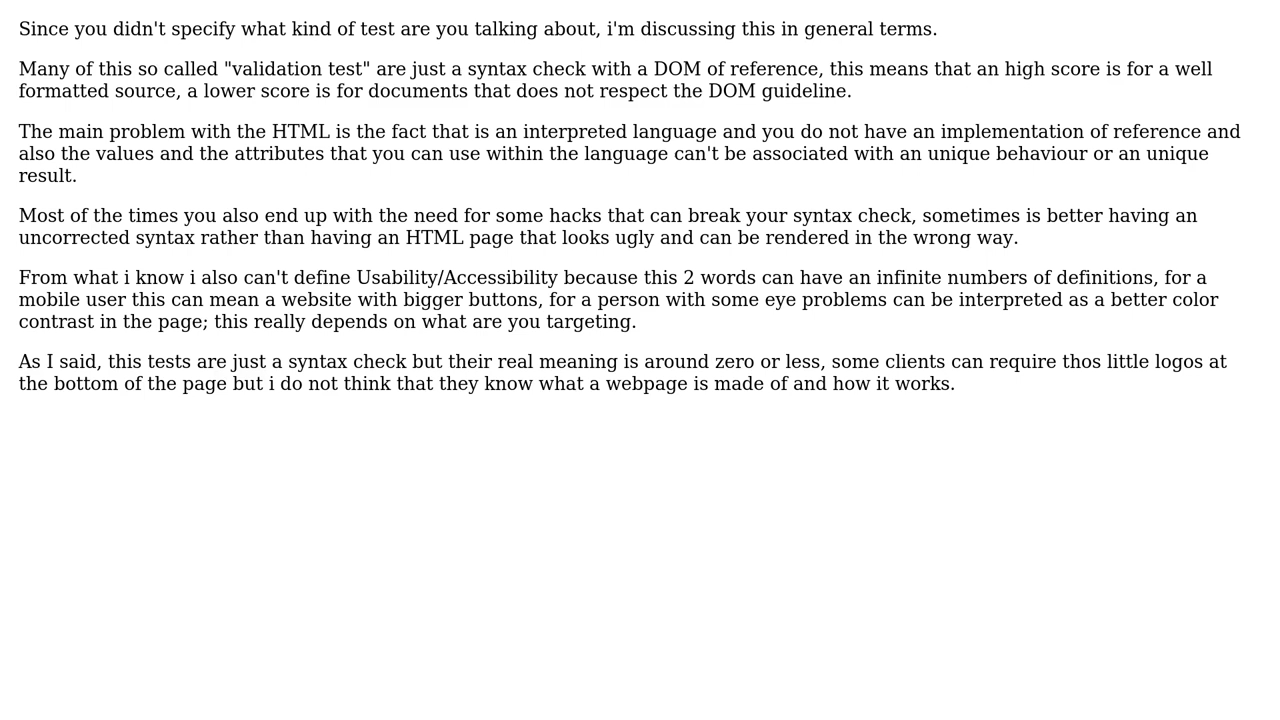 Since you didn't specify what kind of test are you talking about, i'm discussing this in general terms.
Many of this so called "validation test" are just a syntax check with a DOM of reference, this means that an high score is for a well
formatted source, a lower score is for documents that does not respect the DOM guideline.
The main problem with the HTML is the fact that is an interpreted language and you do not have an implementation of reference and
also the values and the attributes that you can use within the language can't be associated with an unique behaviour or an unique
result.
Most of the times you also end up with the need for some hacks that can break your syntax check, sometimes is better having an
uncorrected syntax rather than having an HTML page that looks ugly and can be rendered in the wrong way.
From what i know i also can't define Usability/Accessibility because this 2 words can have an infinite numbers of definitions, for a
mobile user this can mean a website with bigger buttons, for a person with some eye problems can be interpreted as a better color
contrast in the page; this really depends on what are you targeting.
As I said, this tests are just a syntax check but their real meaning is around zero or less, some clients can require thos little logos at
the bottom of the page but i do not think that they know what a webpage is made of and how it works.